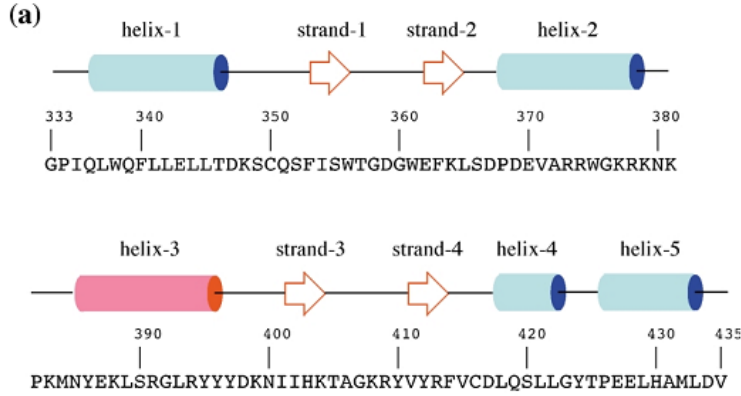 (a)
helix-1 strand-1 strand-2 helix-2
333 340 350 360 370 380
GPIQLWQFLLELLTDKSCQSFISWTGDGWEFKLSDPDEVARRWGKRKNK
helix-3 strand-3 strand-4 helix-4 helix-5
390 400 410 420 430 435
PKMNYEKLSRGLRYYYDKNIIHKTAGKRYVYRFVCDLQSLLGYTPEELHAMLDV